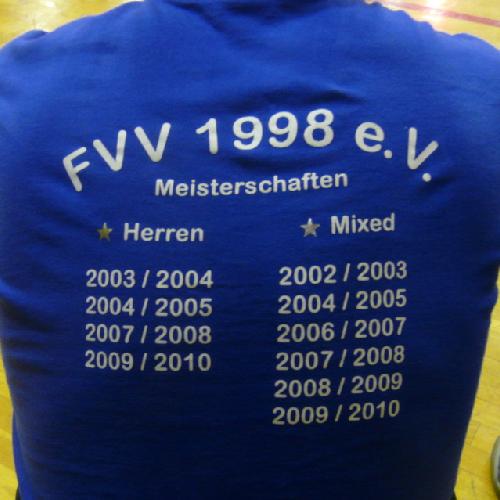 FVV 1998 e.V.
Meisterschaften
Herren
2003 / 2004
2004 / 2005
2007 / 2008
2009 / 2010
Mixed
2002 / 2003
2004 / 2005
2006 / 2007
2007 / 2008
2008 / 2009
2009 / 2010